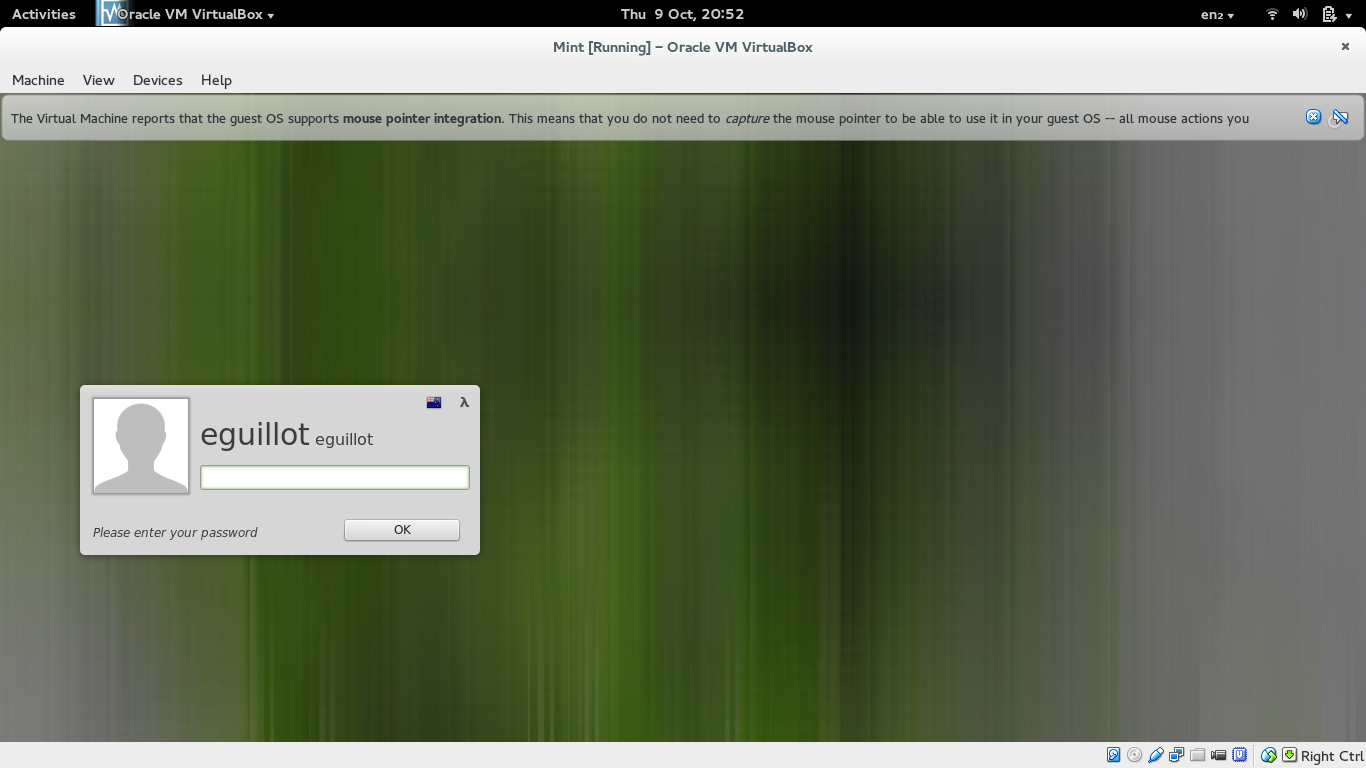 Activities Oracle VM VirtualBox Thu 9 Oct, 20:52 en₂
Mint [Running] – Oracle VM VirtualBox
Machine View Devices Help
The Virtual Machine reports that the guest OS supports mouse pointer integration. This means that you do not need to capture the mouse pointer to be able to use it in your guest OS -- all mouse actions you
λ
eguillot eguillot
Please enter your password OK
Right Ctrl